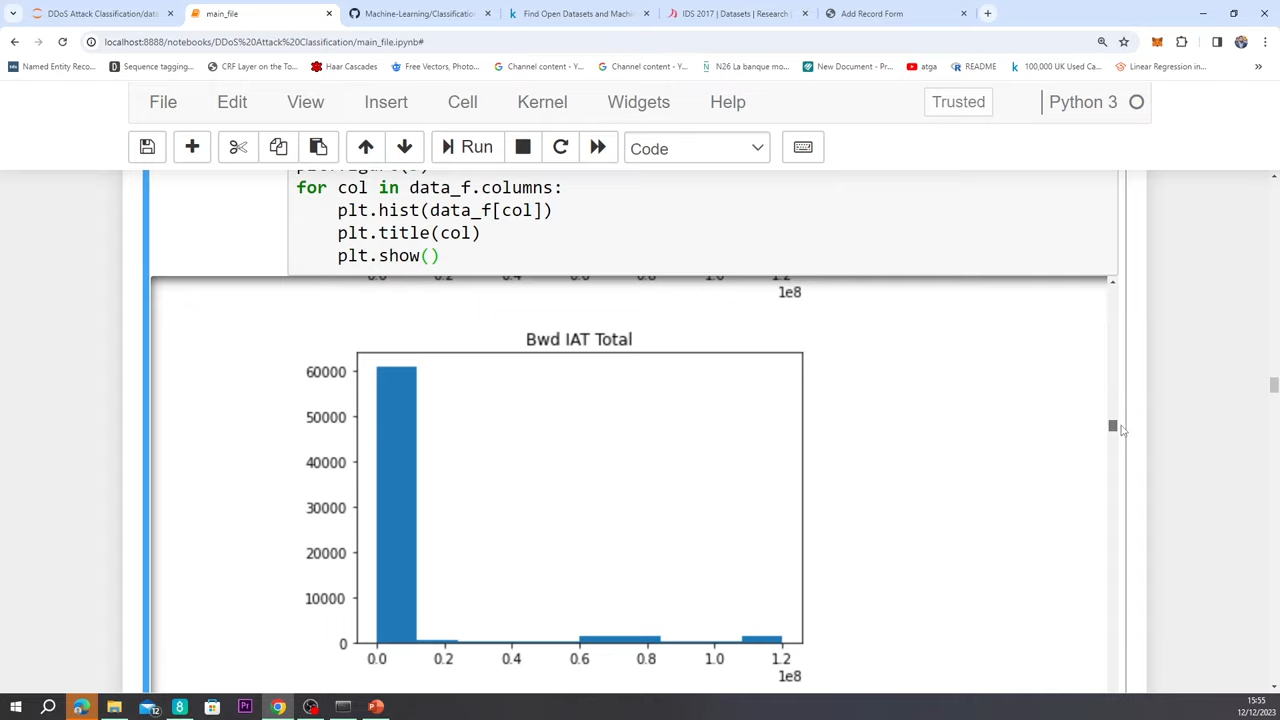 DDoS Attack Classification/data
main_file
Machine-Learning/Classification
Find Open Datasets and Machin
IDS 2017 | Datasets | Research
Add Record Form
localhost:8888/notebooks/DDoS%20Attack%20Classification/main_file.ipynb#
Named Entity Reco...
Sequence tagging...
CRF Layer on the To...
Haar Cascades
Free Vectors, Photo...
Channel content - Y...
Channel content - Y...
N26 La banque mo...
New Document - Pr...
atga
README
100,000 UK Used Ca...
Linear Regression in...
File Edit View Insert Cell Kernel Widgets Help Trusted Python 3
Run Code
for col in data_f.columns:
plt.hist(data_f[col])
plt.title(col)
plt.show()
1e8
Bwd IAT Total
60000
50000
40000
30000
20000
10000
0
0.0 0.2 0.4 0.6 0.8 1.0 1.2
1e8
15:55
12/12/2023